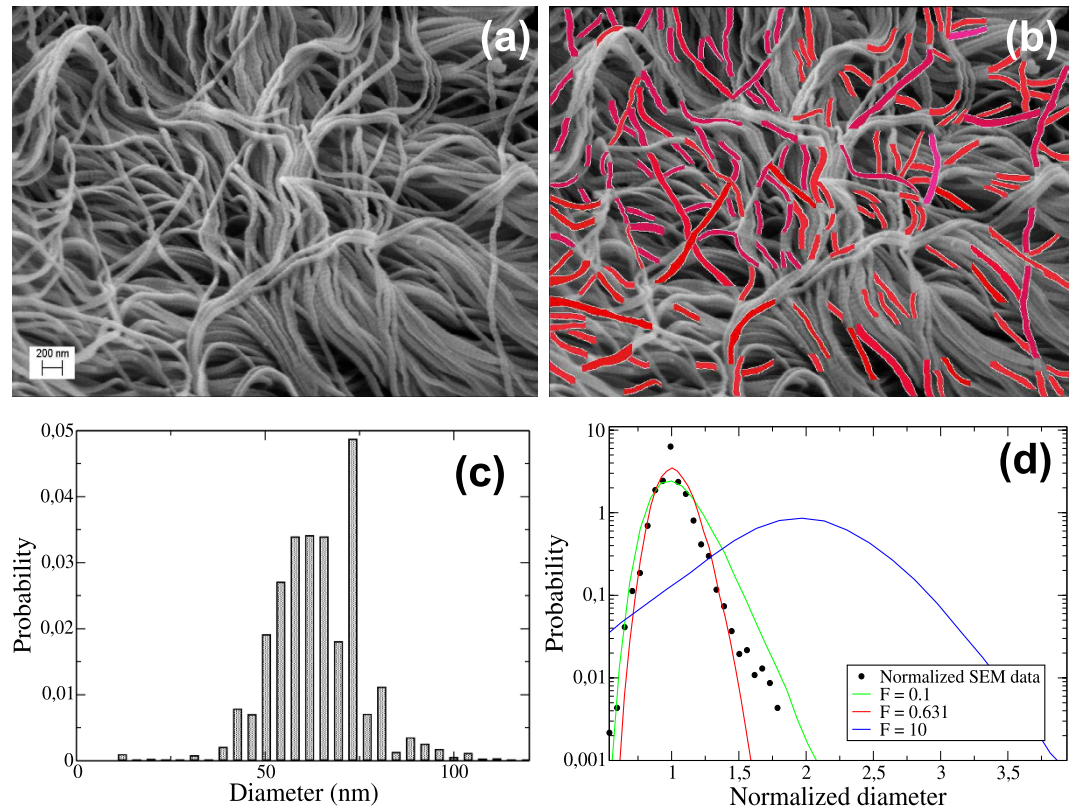 (a)
(b)
200 nm
(c)
Probability
0,05
0,04
0,03
0,02
0,01
0
0
50
100
Diameter (nm)
(d)
Probability
10
1
0,1
0,01
0,001
1
1,5
2
2,5
3
3,5
Normalized diameter
Normalized SEM data
F = 0.1
F = 0.631
F = 10